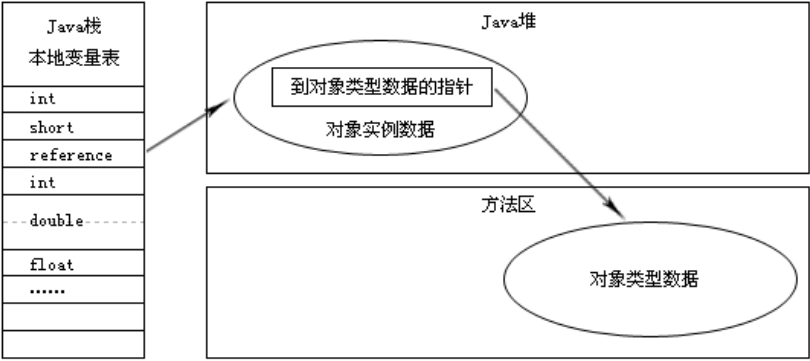 Java栈
本地变量表
int
short
reference
int
double
float
……
Java堆
到对象类型数据的指针
对象实例数据
方法区
对象类型数据